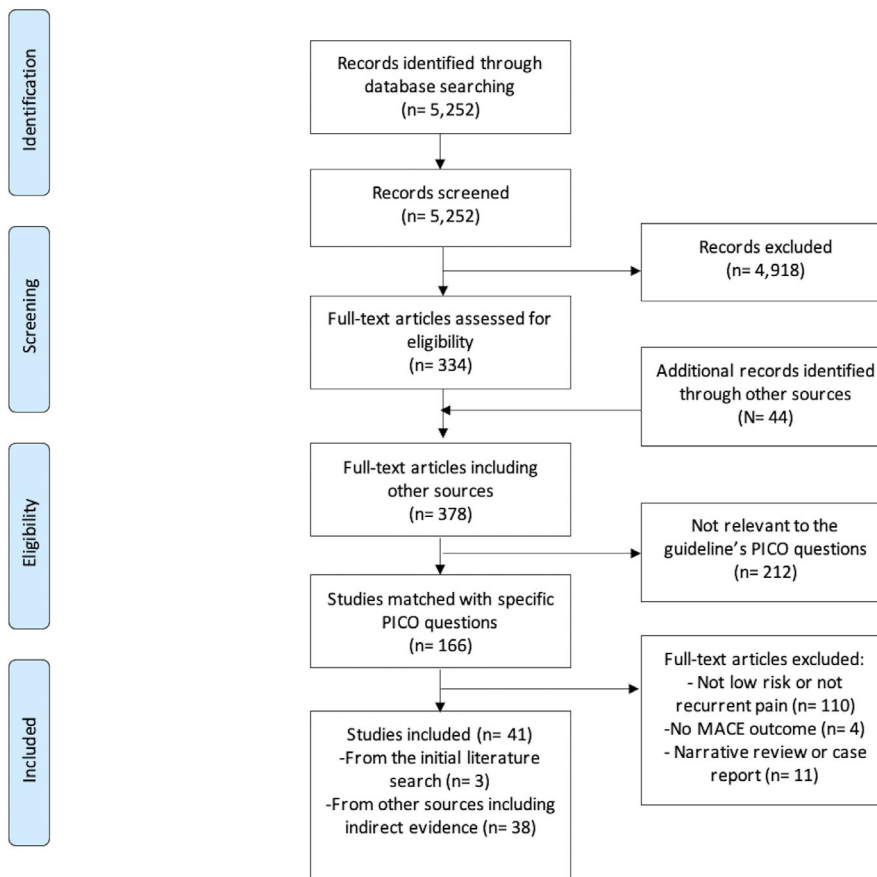 Identification
Records identified through
database searching
(n= 5,252)
Records screened
(n= 5,252)
Records excluded
(n= 4,918)
Screening
Full-text articles assessed for
eligibility
(n= 334)
Additional records identified
through other sources
(N= 44)
Full-text articles including
other sources
(n= 378)
Eligibility
Not relevant to the
guideline's PICO questions
(n= 212)
Studies matched with specific
PICO questions
(n= 166)
Full-text articles excluded:
- Not low risk or not
recurrent pain (n= 110)
-No MACE outcome (n= 4)
- Narrative review or case
report (n= 11)
Included
Studies included (n= 41)
-From the initial literature
search (n= 3)
-From other sources including
indirect evidence (n= 38)